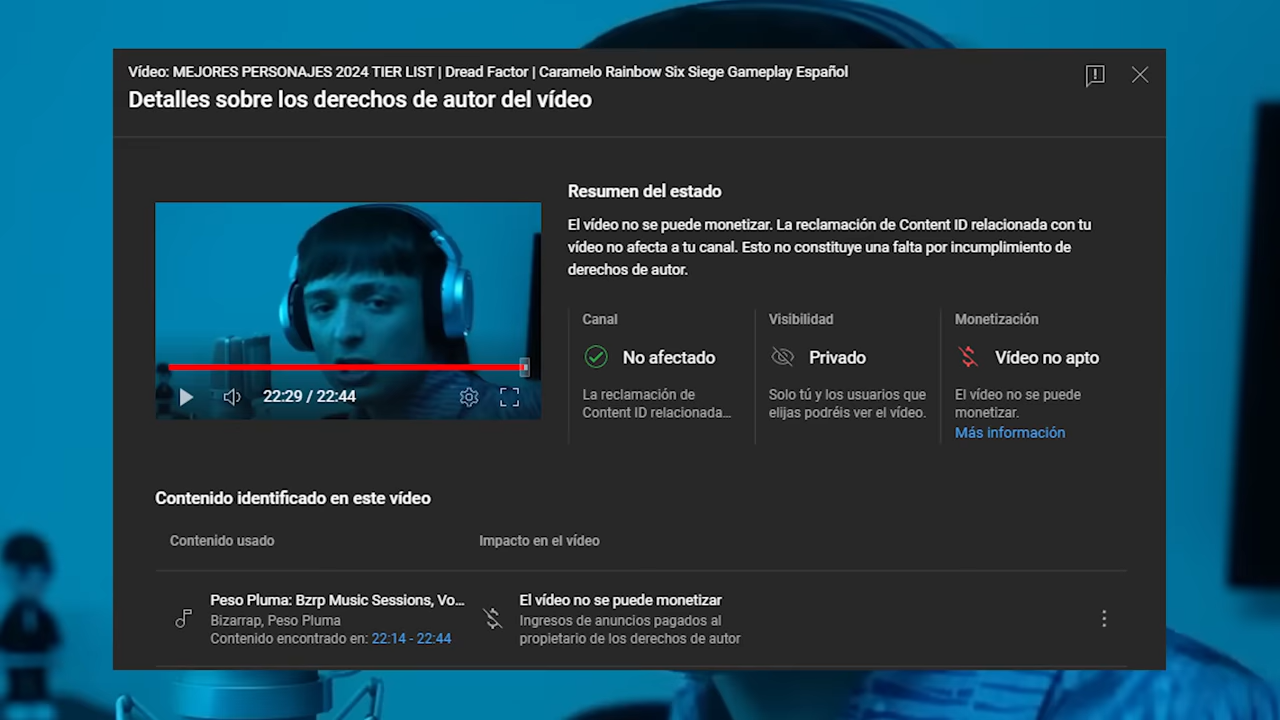 Vídeo: MEJORES PERSONAJES 2024 TIER LIST | Dread Factor | Caramelo Rainbow Six Siege Gameplay Español
Detalles sobre los derechos de autor del vídeo
Resumen del estado
El vídeo no se puede monetizar. La reclamación de Content ID relacionada con tu
vídeo no afecta a tu canal. Esto no constituye una falta por incumplimiento de
derechos de autor.
Canal
No afectado
La reclamación de
Content ID relacionada...
Visibilidad
Privado
Solo tú y los usuarios que
elijas podréis ver el vídeo.
Monetización
Vídeo no apto
El vídeo no se puede
monetizar.
Más información
22:29 / 22:44
Contenido identificado en este vídeo
Contenido usado
Impacto en el vídeo
Peso Pluma: Bzrp Music Sessions, Vo...
Bizarrap, Peso Pluma
Contenido encontrado en: 22:14 - 22:44
El vídeo no se puede monetizar
Ingresos de anuncios pagados al
propietario de los derechos de autor